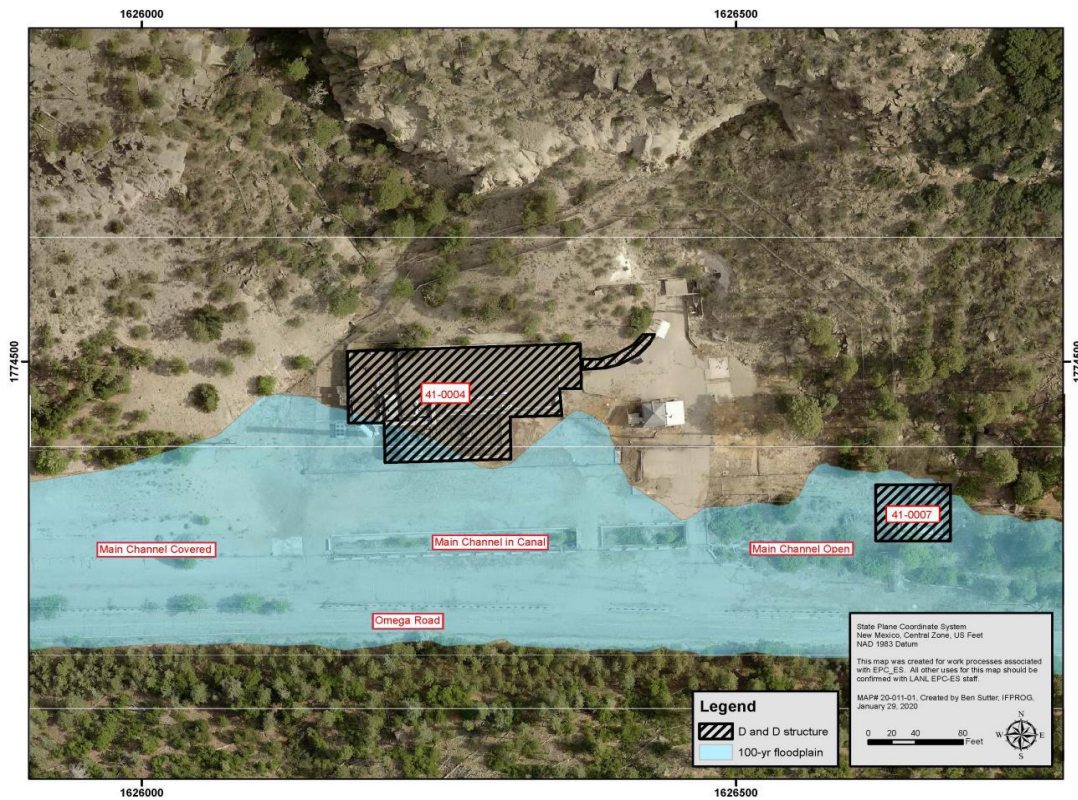 1626000
1626500
1774500
1774500
41-0004
41-0007
Main Channel Covered
Main Channel in Canal
Main Channel Open
Omega Road
State Plane Coordinate System
New Mexico, Central Zone, US Feet
NAD 1983 Datum
This map was created for work processes associated
with EPC_ES. All other uses for this map should be
confirmed with LANL EPC-ES staff.
MAP# 20-011-01, Created by Ben Sutter, IFPROG.
January 29, 2020
0 20 40 80
Feet
N
W E
S
Legend
D and D structure
100-yr floodplain
1626000
1626500